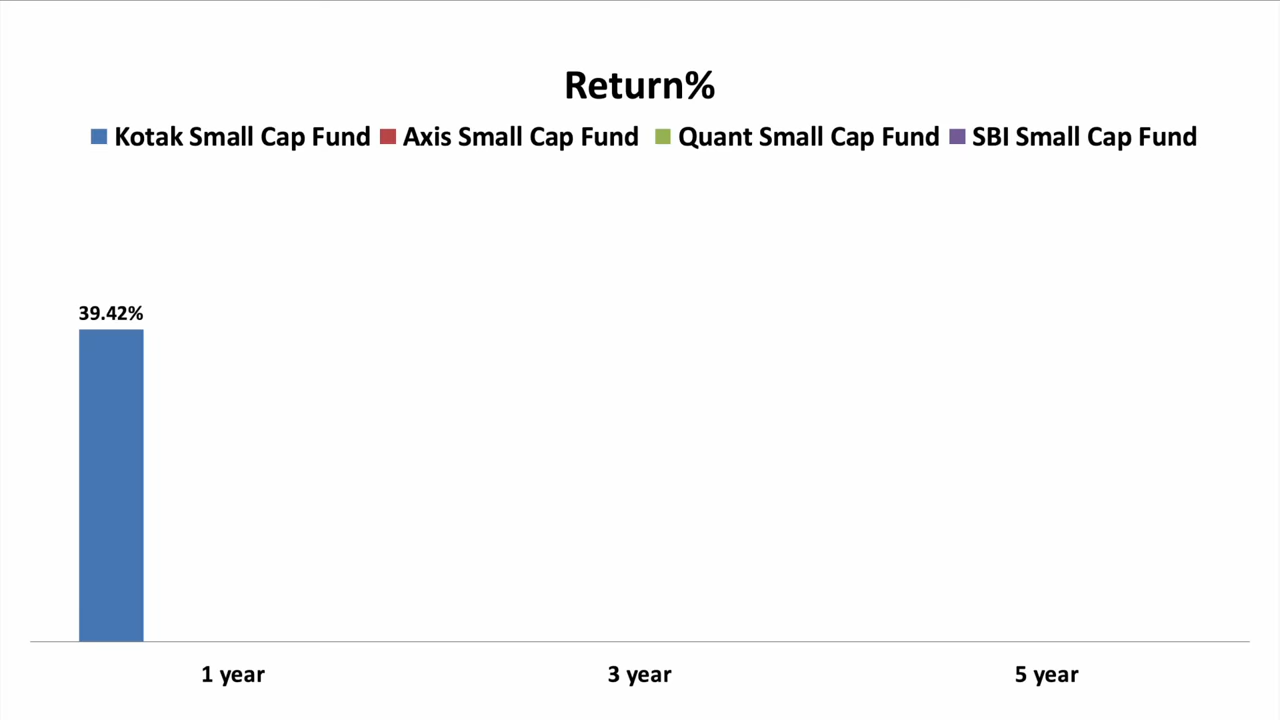 Return%
Kotak Small Cap Fund Axis Small Cap Fund Quant Small Cap Fund SBI Small Cap Fund
39.42%
1 year 3 year 5 year